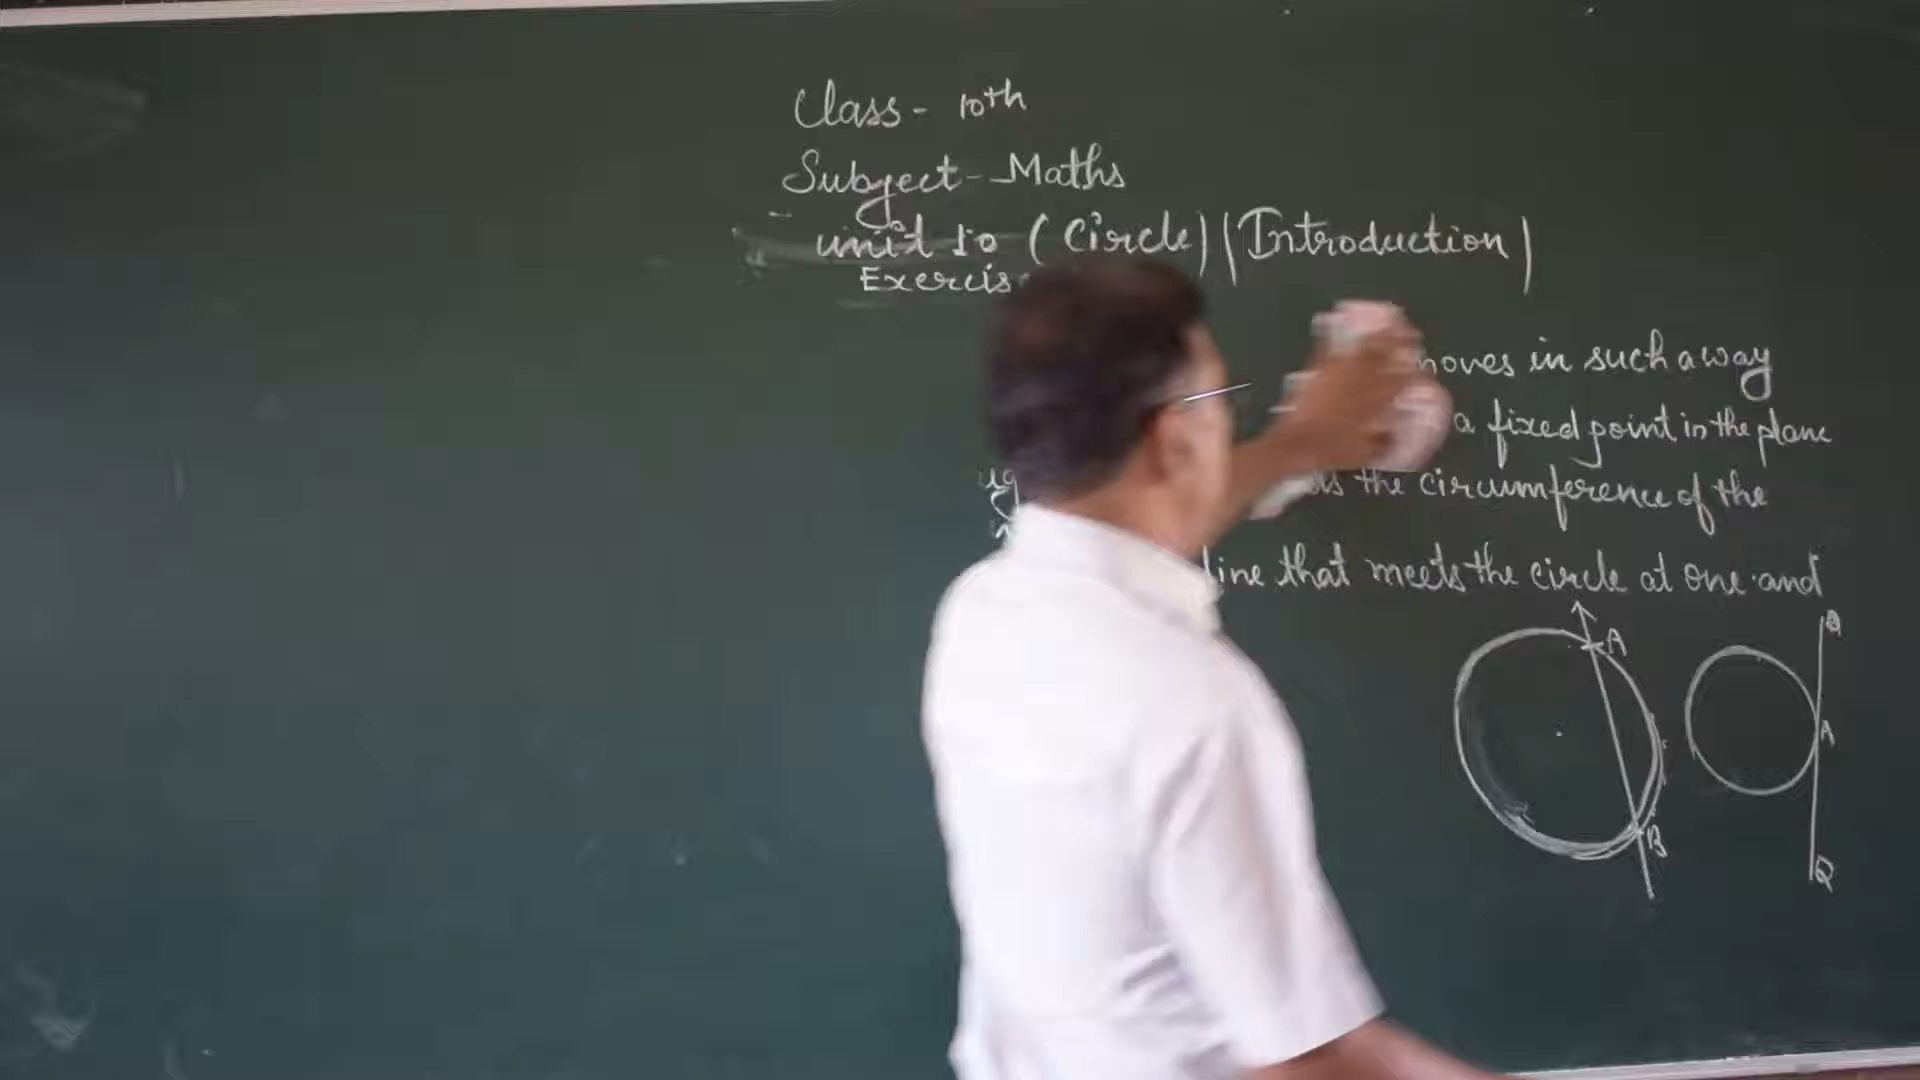 Class - 10th
Subject - Maths
unit 10 (Circle) (Introduction)
Exercis
moves in such a way
a fixed point in the plane
the circumference of the
line that meets the circle at one and
A
B
Q
A
Q